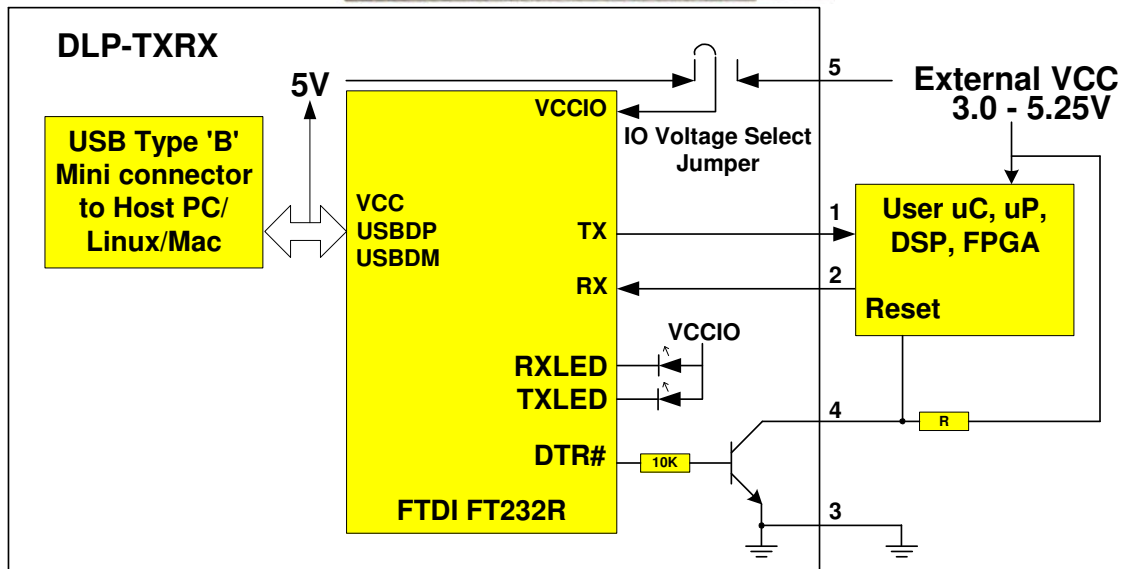 DLP-TXRX
5V
5
External VCC
3.0 - 5.25V
VCCIO
IO Voltage Select
Jumper
USB Type 'B'
Mini connector
to Host PC/
Linux/Mac
VCC
USBDP
USBDM
TX
RX
1
2
User uC, uP,
DSP, FPGA
Reset
VCCIO
RXLED
TXLED
4
R
DTR#
10K
3
FTDI FT232R